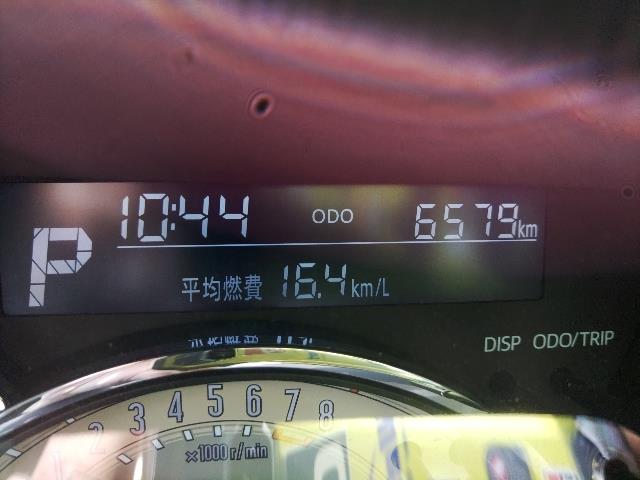 10:44 ODO 6579km
P
平均燃費 16.4km/L
DISP ODO/TRIP
2 3 4 5 6 7 8
×1000r/min